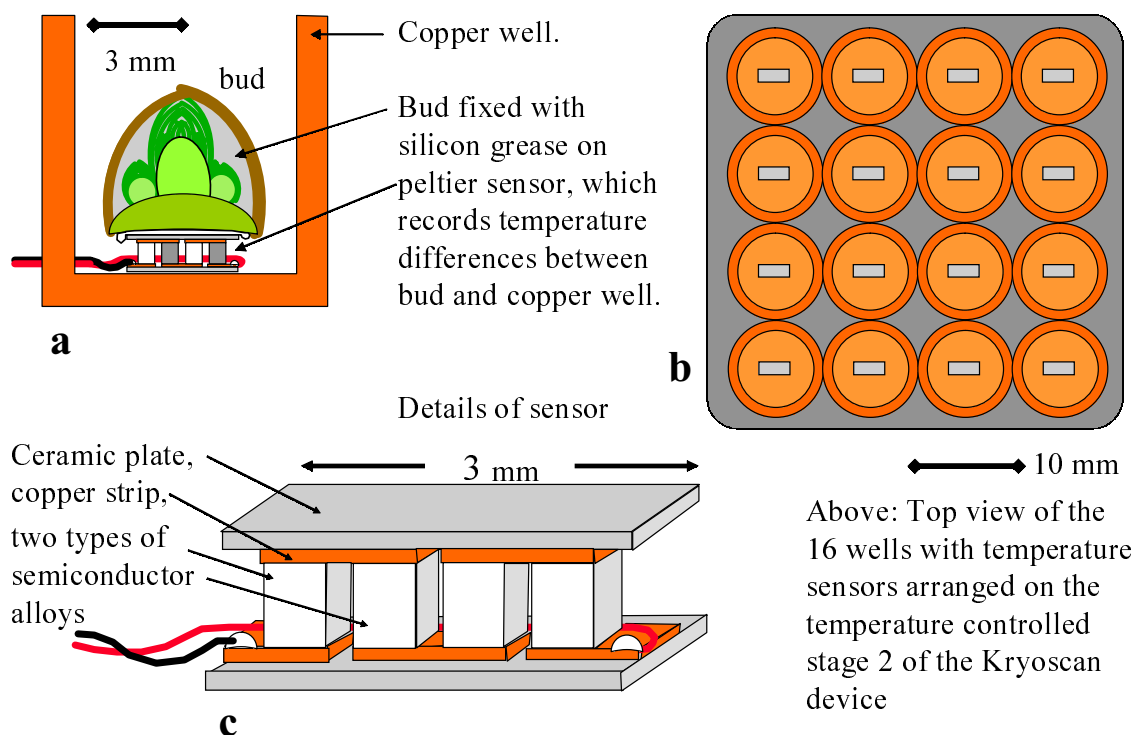 3 mm
bud
Copper well.
Bud fixed with
silicon grease on
peltier sensor, which
records temperature
differences between
bud and copper well.
a
b
Details of sensor
Ceramic plate,
copper strip,
two types of
semiconductor
alloys
3 mm
c
10 mm
Above: Top view of the
16 wells with temperature
sensors arranged on the
temperature controlled
stage 2 of the Kryoscan
device